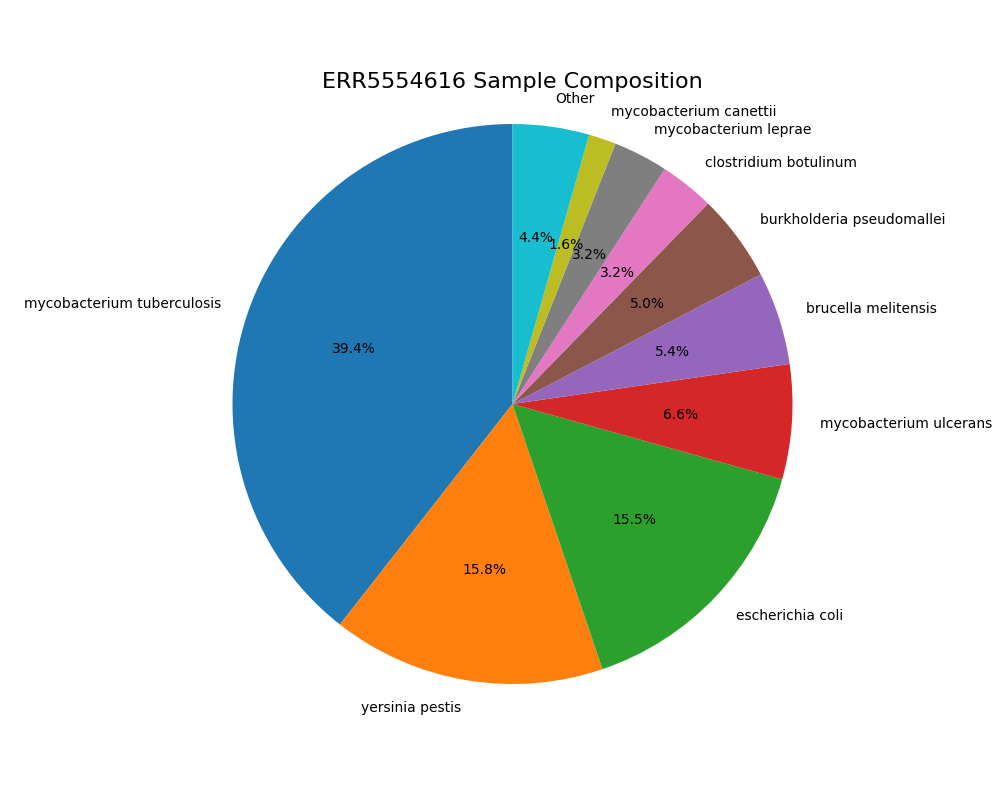 ERR5554616 Sample Composition
Other
mycobacterium canettii
mycobacterium leprae
clostridium botulinum
burkholderia pseudomallei
brucella melitensis
mycobacterium ulcerans
escherichia coli
yersinia pestis
mycobacterium tuberculosis
4.4%
1.6%
3.2%
3.2%
5.0%
5.4%
6.6%
15.5%
15.8%
39.4%